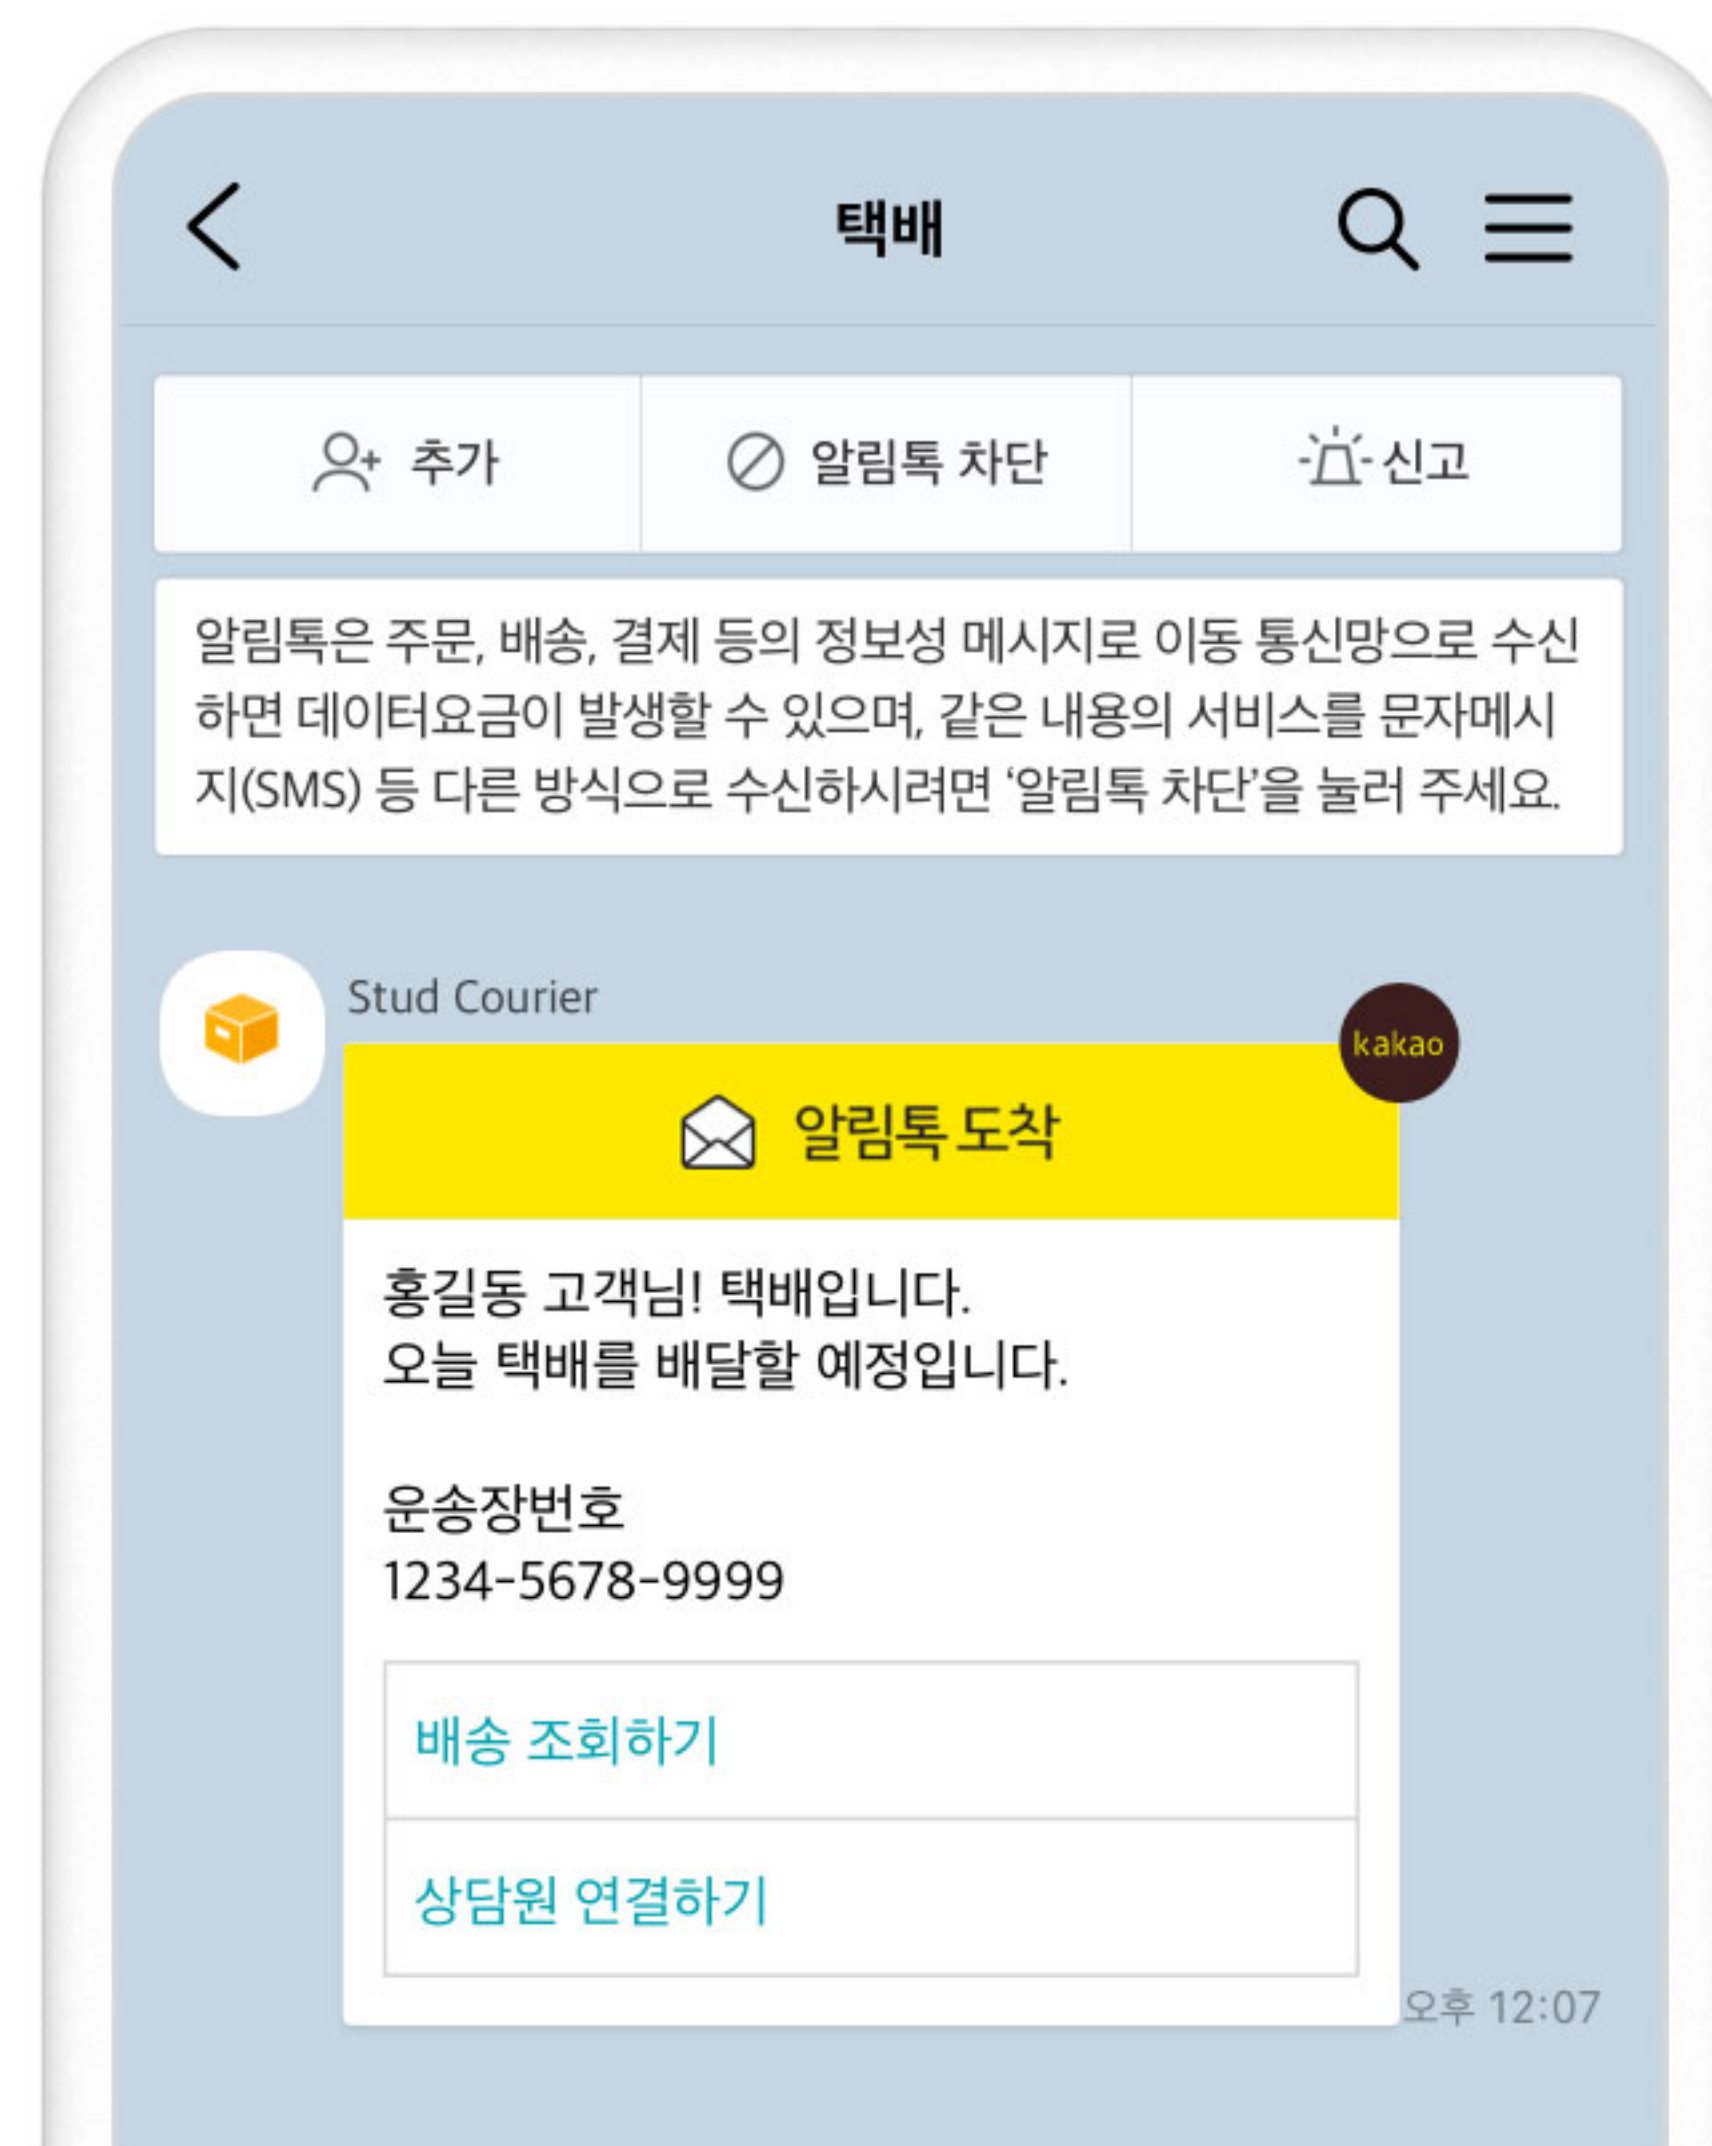 택배
추가
알림톡 차단
신고
알림톡은 주문, 배송, 결제 등의 정보성 메시지로 이동 통신망으로 수신
하면 데이터요금이 발생할 수 있으며, 같은 내용의 서비스를 문자메시
지(SMS) 등 다른 방식으로 수신하시려면 ‘알림톡 차단’을 눌러 주세요.
Stud Courier
kakao
알림톡 도착
홍길동 고객님! 택배입니다.
오늘 택배를 배달할 예정입니다.
운송장번호
1234-5678-9999
배송 조회하기
상담원 연결하기
오후 12:07